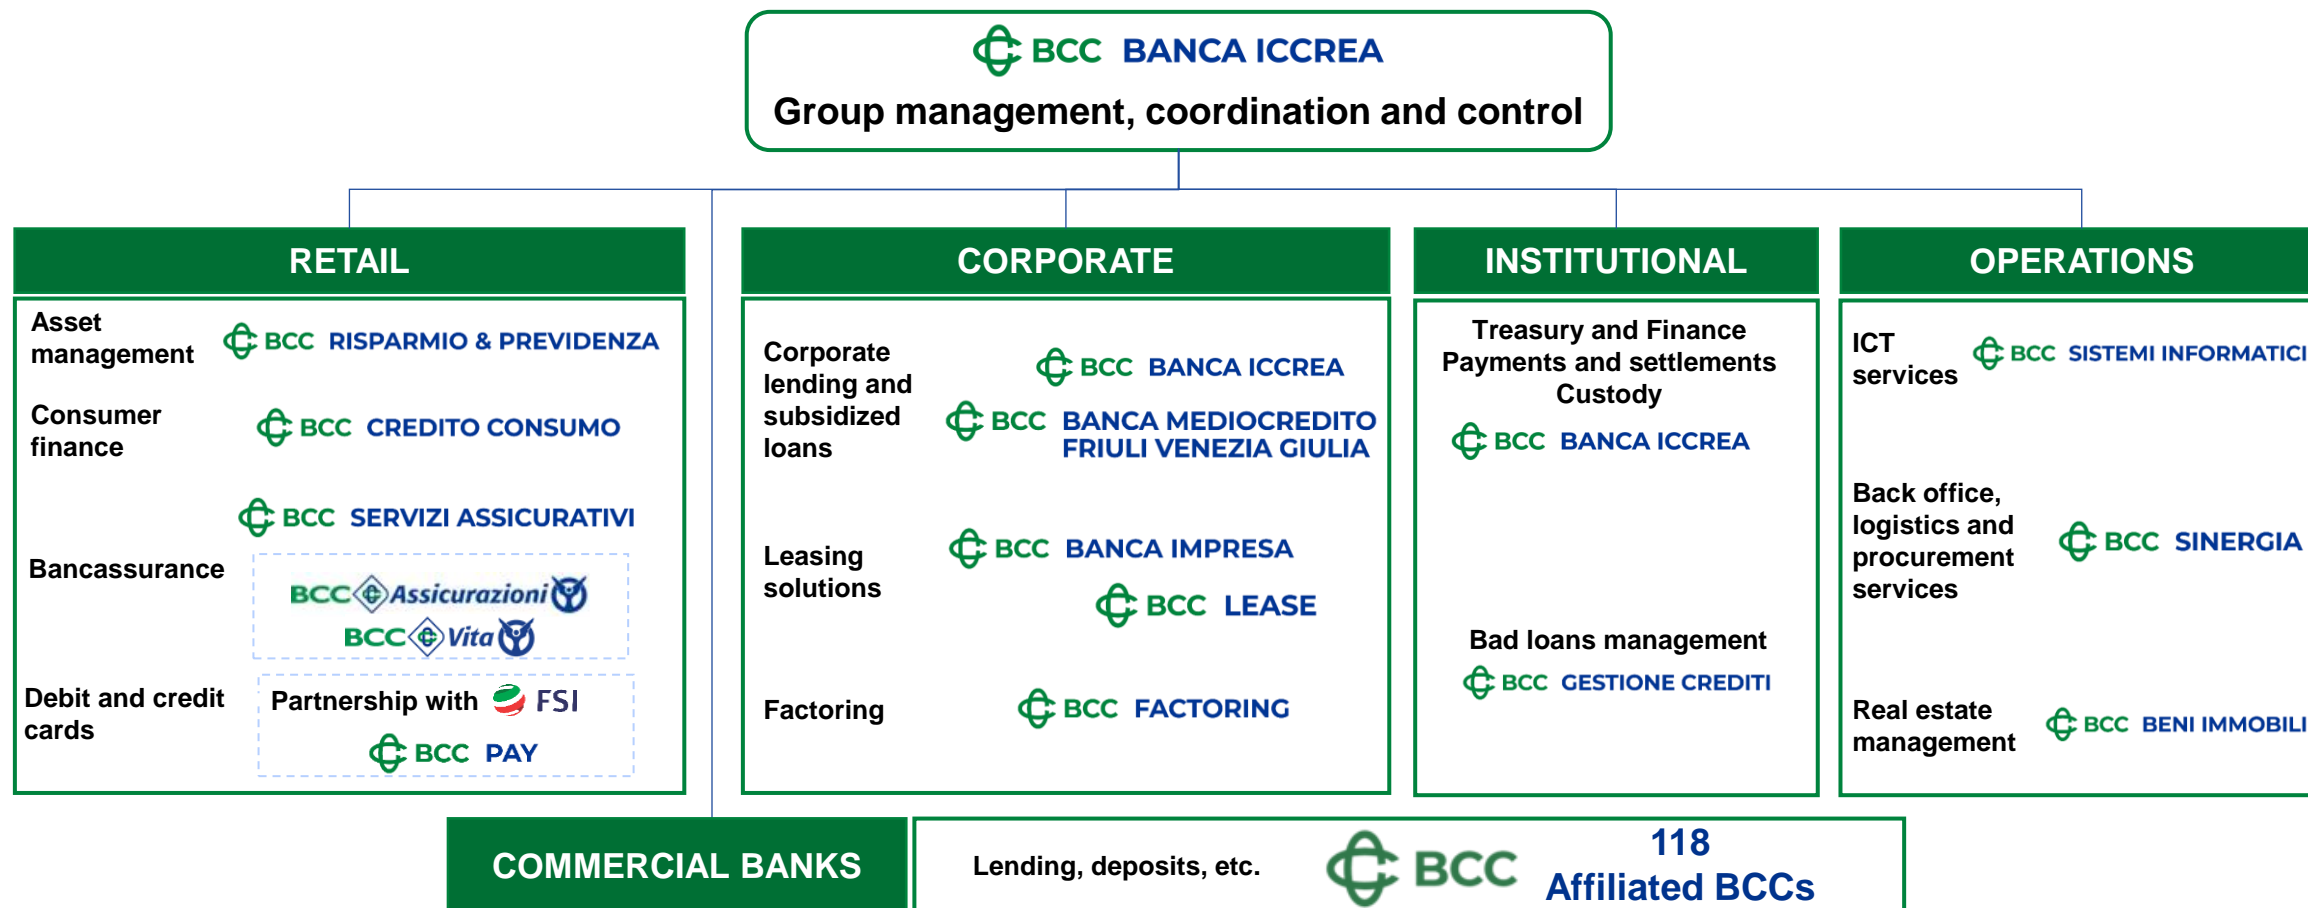 BCC BANCA ICCREA
Group management, coordination and control
RETAIL
Asset
management
BCC RISPARMIO & PREVIDENZA
Consumer
finance
BCC CREDITO CONSUMO
BCC SERVIZI ASSICURATIVI
Bancassurance
BCC Assicurazioni
BCC Vita
Debit and credit
cards
Partnership with FSI
BCC PAY
CORPORATE
Corporate
lending and
subsidized
loans
BCC BANCA ICCREA
BCC BANCA MEDIOCREDITO
FRIULI VENEZIA GIULIA
Leasing
solutions
BCC BANCA IMPRESA
BCC LEASE
Factoring
BCC FACTORING
INSTITUTIONAL
Treasury and Finance
Payments and settlements
Custody
BCC BANCA ICCREA
Bad loans management
BCC GESTIONE CREDITI
OPERATIONS
ICT
services
BCC SISTEMI INFORMATICI
Back office,
logistics and
procurement
services
BCC SINERGIA
Real estate
management
BCC BENI IMMOBILI
COMMERCIAL BANKS
Lending, deposits, etc.
BCC
118
Affiliated BCCs